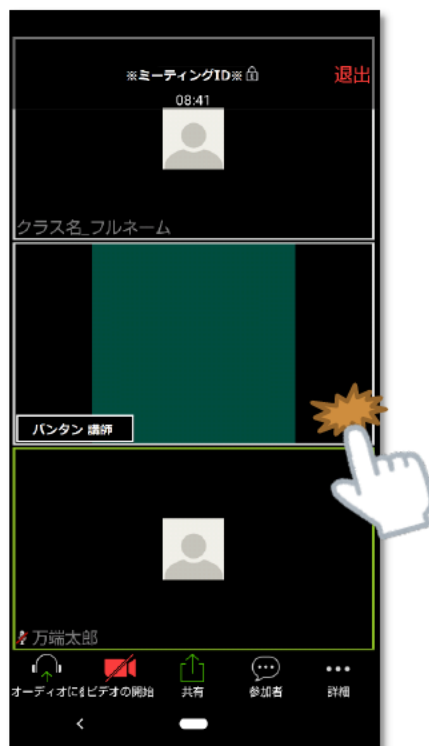 ※ミーティングID※
退出
08:41
クラス名_フルネーム
バンタン 講師
万端太郎
オーディオに
ビデオの開始
共有
参加者
詳細